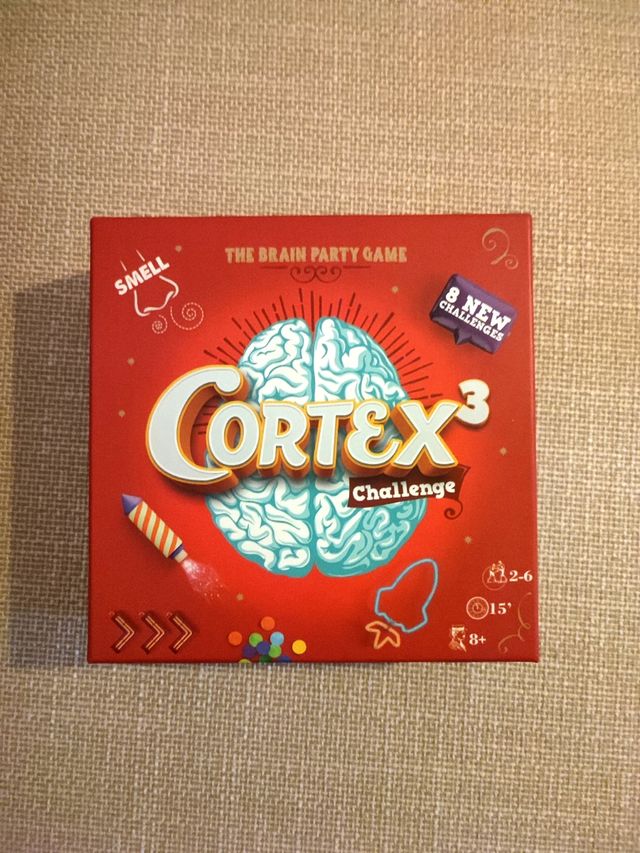 THE BRAIN PARTY GAME
SMELL
8 NEW
CHALLENGES
CORTEX³
Challenge
2-6
15'
8+